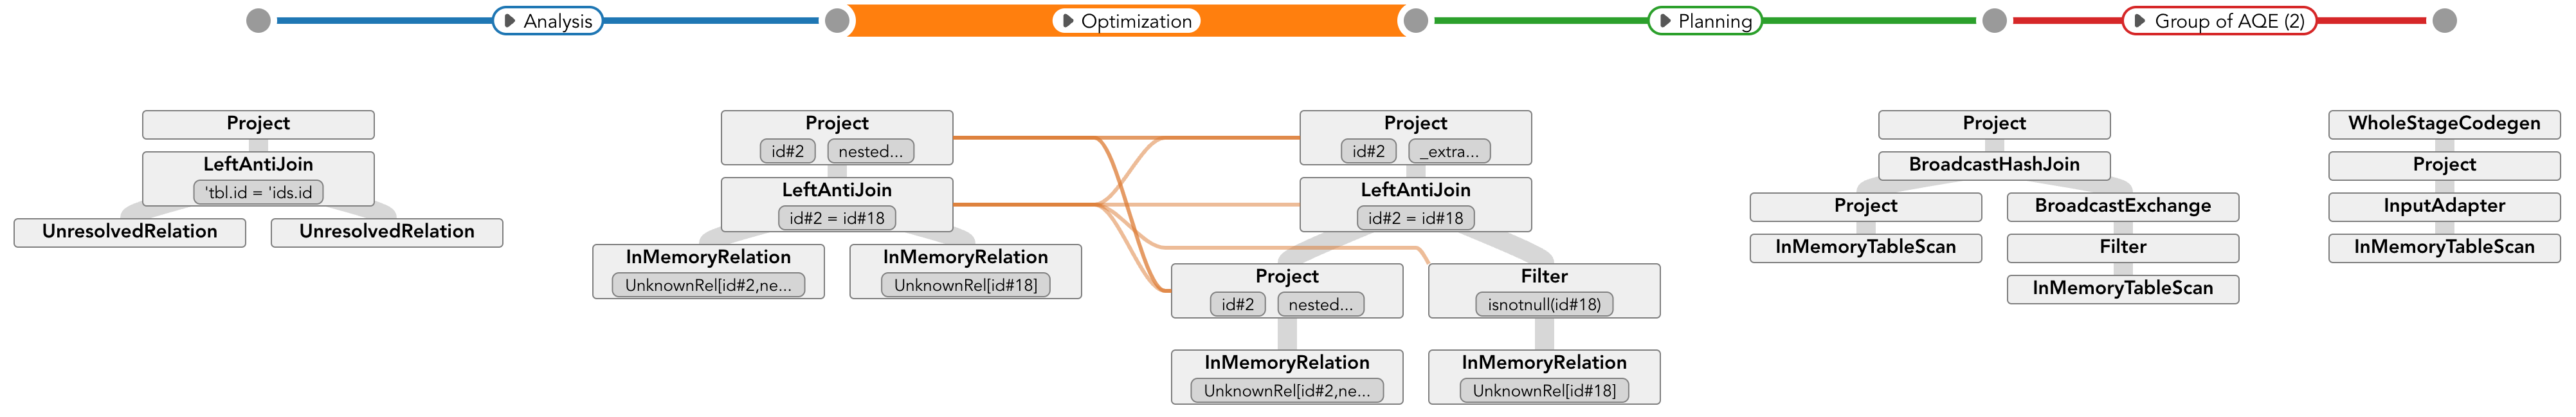 Analysis
Optimization
Planning
Group of AQE (2)
Project
LeftAntiJoin
'tbl.id = 'ids.id
UnresolvedRelation
UnresolvedRelation
Project
id#2
nested...
LeftAntiJoin
id#2 = id#18
InMemoryRelation
UnknownRel[id#2,ne...
InMemoryRelation
UnknownRel[id#18]
Project
id#2
_extra...
LeftAntiJoin
id#2 = id#18
Project
id#2
nested...
Filter
isnotnull(id#18)
InMemoryRelation
UnknownRel[id#2,ne...
InMemoryRelation
UnknownRel[id#18]
Project
BroadcastHashJoin
Project
InMemoryTableScan
BroadcastExchange
Filter
InMemoryTableScan
WholeStageCodegen
Project
InputAdapter
InMemoryTableScan